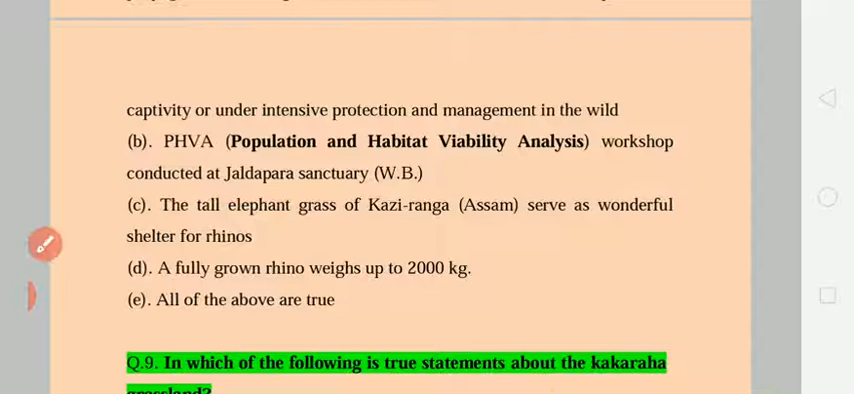 captivity or under intensive protection and management in the wild
(b). PHVA (Population and Habitat Viability Analysis) workshop
conducted at Jaldapara sanctuary (W.B.)
(c). The tall elephant grass of Kazi-ranga (Assam) serve as wonderful
shelter for rhinos
(d). A fully grown rhino weighs up to 2000 kg.
(e). All of the above are true
Q.9. In which of the following is true statements about the kakaraha
grassland?